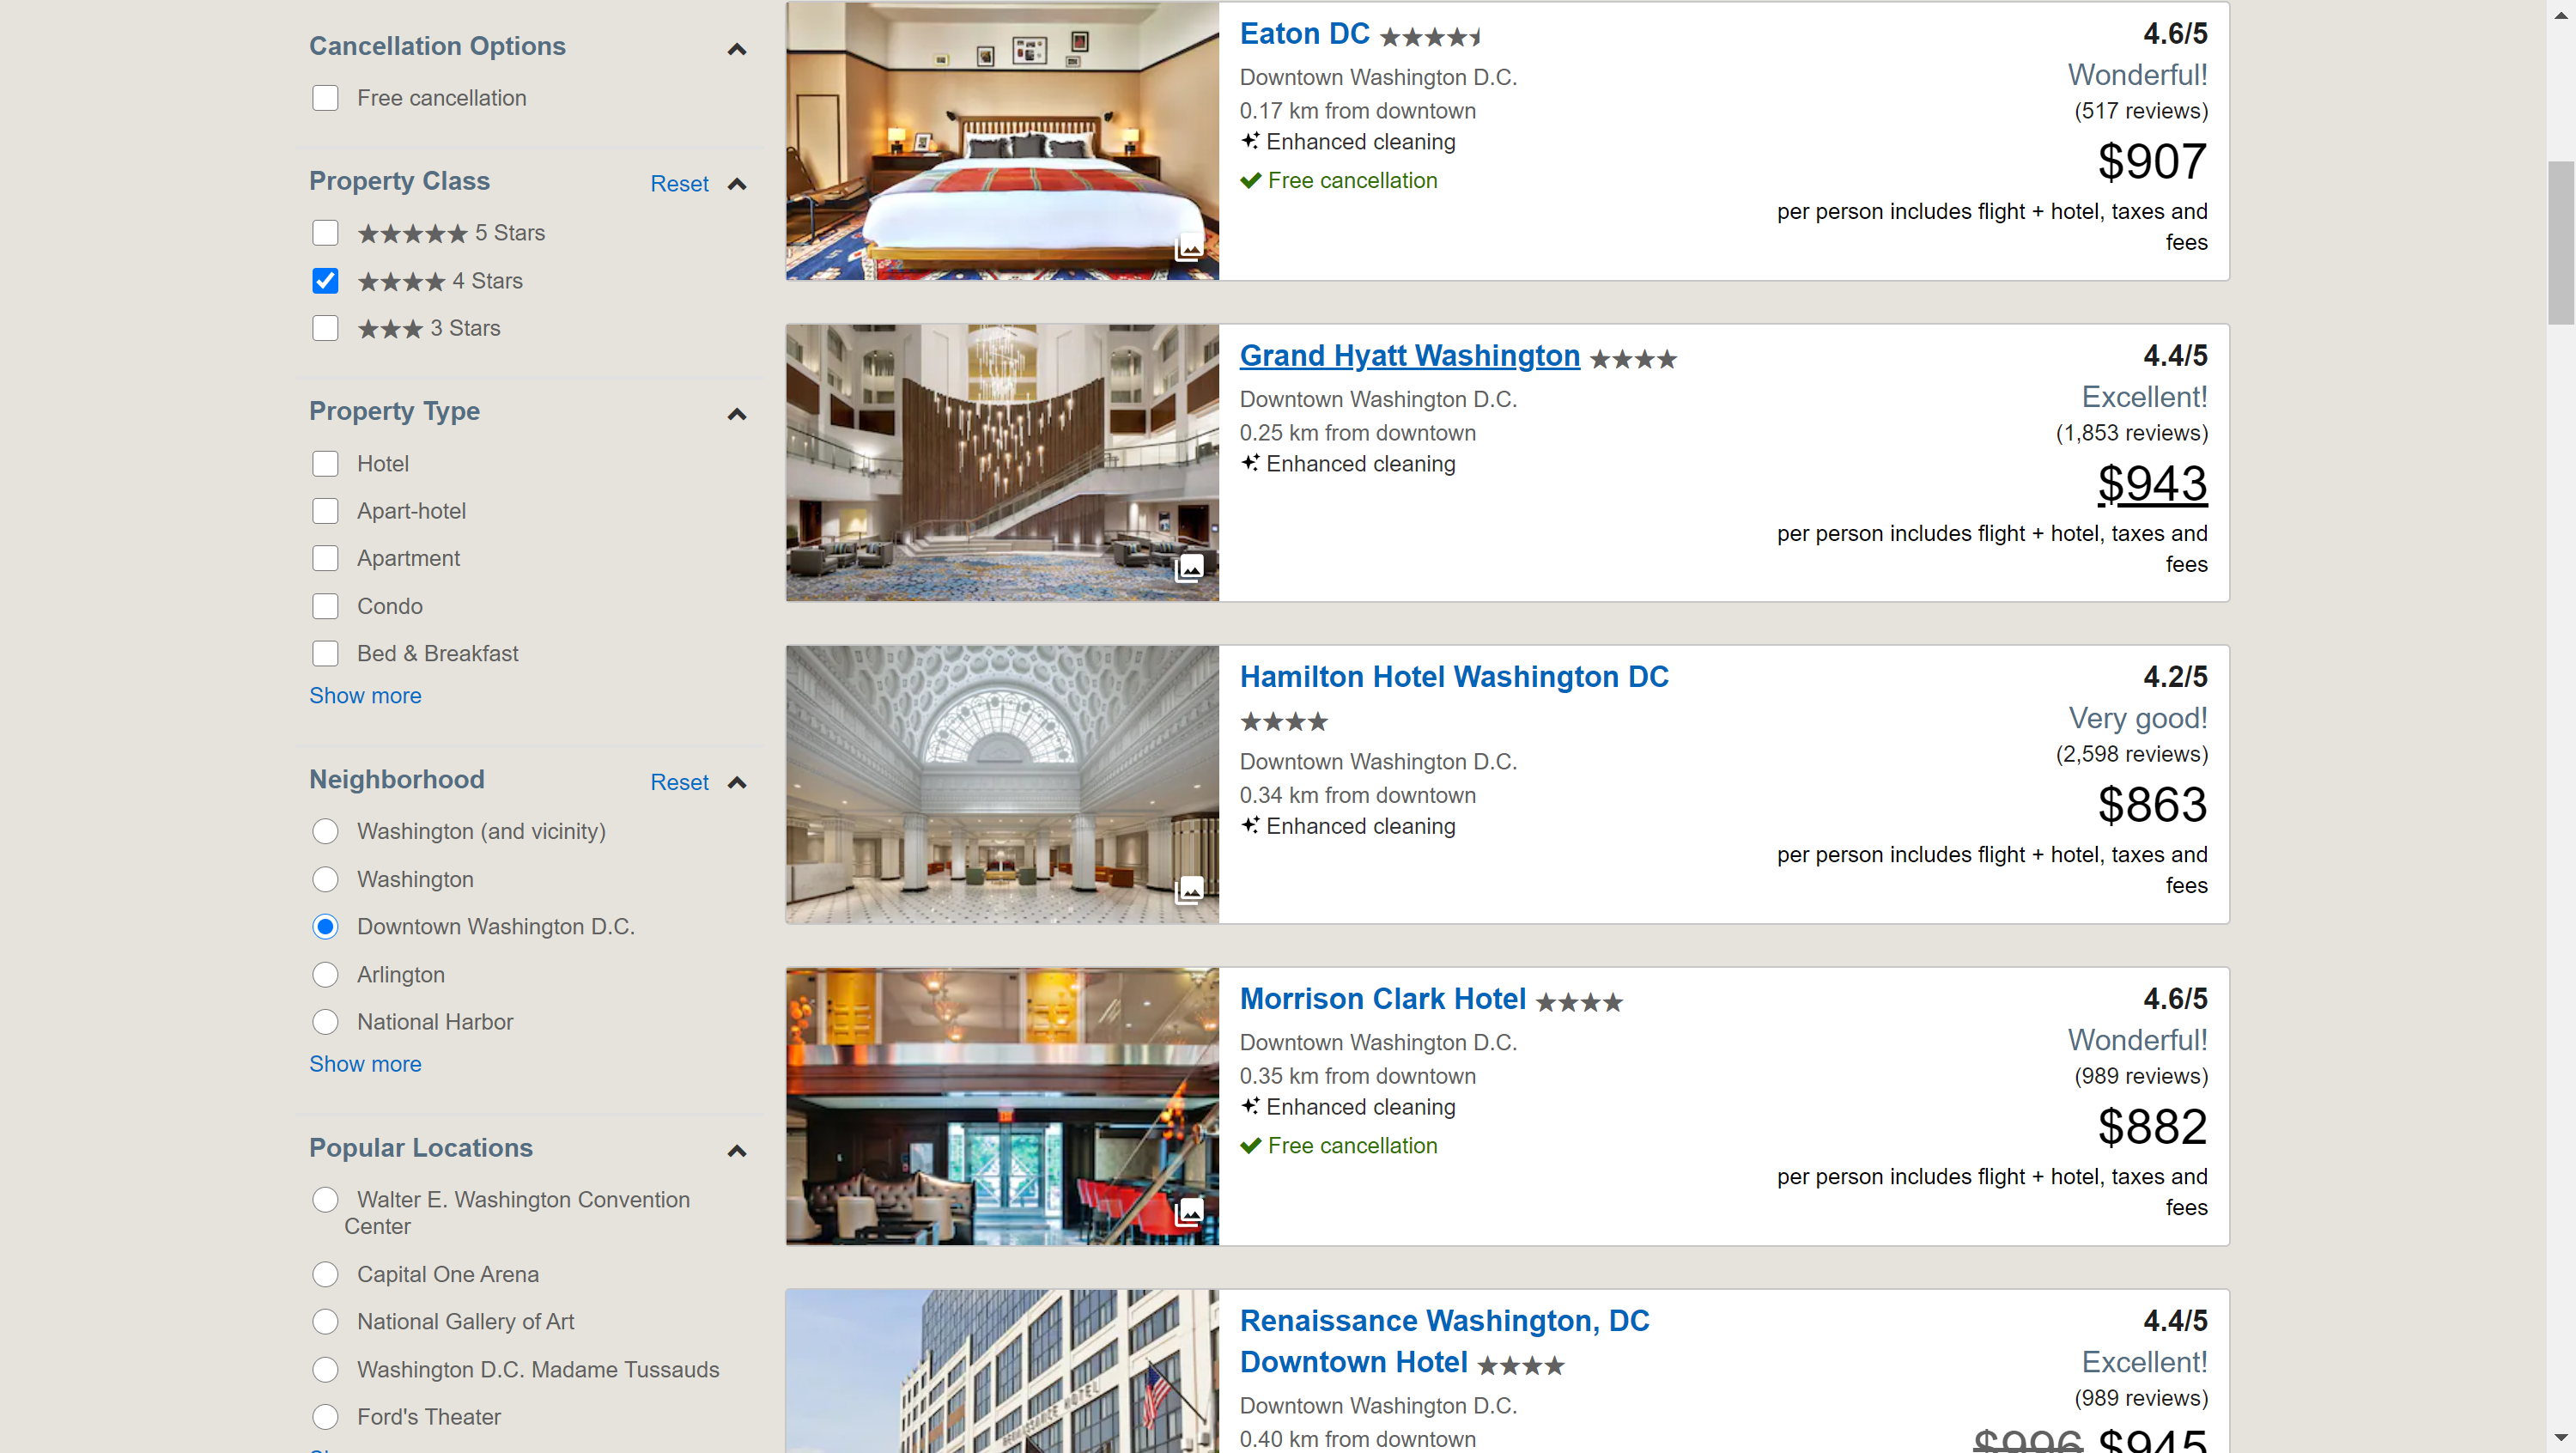 Cancellation Options
Free cancellation
Property Class
Reset
5 Stars
4 Stars
3 Stars
Property Type
Hotel
Apart-hotel
Apartment
Condo
Bed & Breakfast
Show more
Neighborhood
Reset
Washington (and vicinity)
Washington
Downtown Washington D.C.
Arlington
National Harbor
Show more
Popular Locations
Walter E. Washington Convention
Center
Capital One Arena
National Gallery of Art
Washington D.C. Madame Tussauds
Ford's Theater
Eaton DC
Downtown Washington D.C.
0.17 km from downtown
Enhanced cleaning
Free cancellation
4.6/5
Wonderful!
(517 reviews)
$907
per person includes flight + hotel, taxes and
fees
Grand Hyatt Washington
Downtown Washington D.C.
0.25 km from downtown
Enhanced cleaning
4.4/5
Excellent!
(1,853 reviews)
$943
per person includes flight + hotel, taxes and
fees
Hamilton Hotel Washington DC
Downtown Washington D.C.
0.34 km from downtown
Enhanced cleaning
4.2/5
Very good!
(2,598 reviews)
$863
per person includes flight + hotel, taxes and
fees
Morrison Clark Hotel
Downtown Washington D.C.
0.35 km from downtown
Enhanced cleaning
Free cancellation
4.6/5
Wonderful!
(989 reviews)
$882
per person includes flight + hotel, taxes and
fees
RENAISSANCE HOTEL
Renaissance Washington, DC
Downtown Hotel
Downtown Washington D.C.
0.40 km from downtown
4.4/5
Excellent!
(989 reviews)
$996 $945